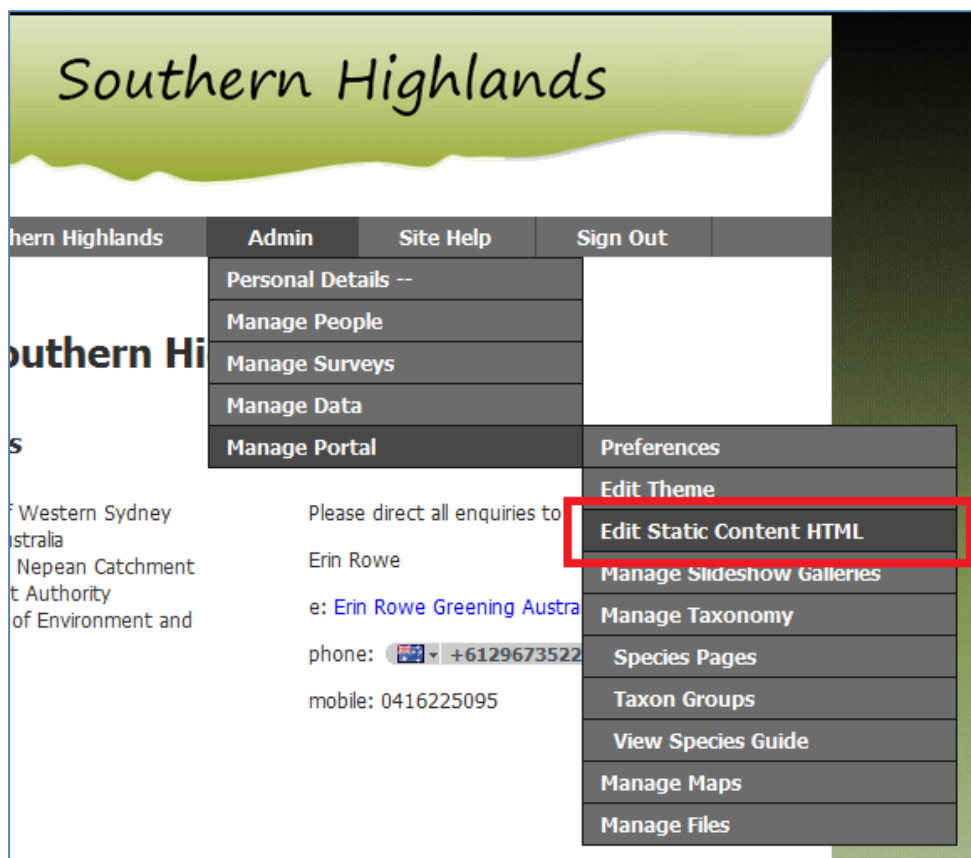 Southern Highlands
hern Highlands Admin Site Help Sign Out
Personal Details --
Manage People
outhern Hi
Manage Surveys
Manage Data
s
Manage Portal
Preferences
Edit Theme
Edit Static Content HTML
Manage Slideshow Galleries
Manage Taxonomy
Species Pages
Taxon Groups
View Species Guide
Manage Maps
Manage Files
f Western Sydney
stralia
Nepean Catchment
t Authority
of Environment and
Please direct all enquiries to
Erin Rowe
e: Erin Rowe Greening Austra
phone: +6129673522
mobile: 0416225095